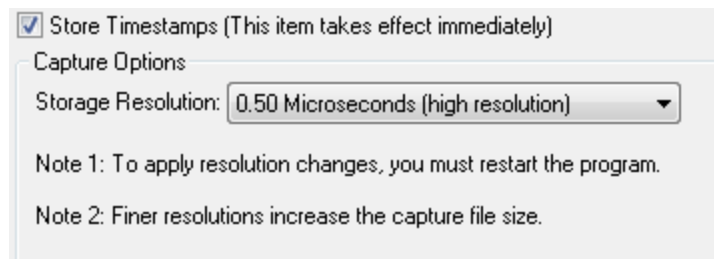 Store Timestamps (This item takes effect immediately)
Capture Options
Storage Resolution: 0.50 Microseconds (high resolution)
Note 1: To apply resolution changes, you must restart the program.
Note 2: Finer resolutions increase the capture file size.